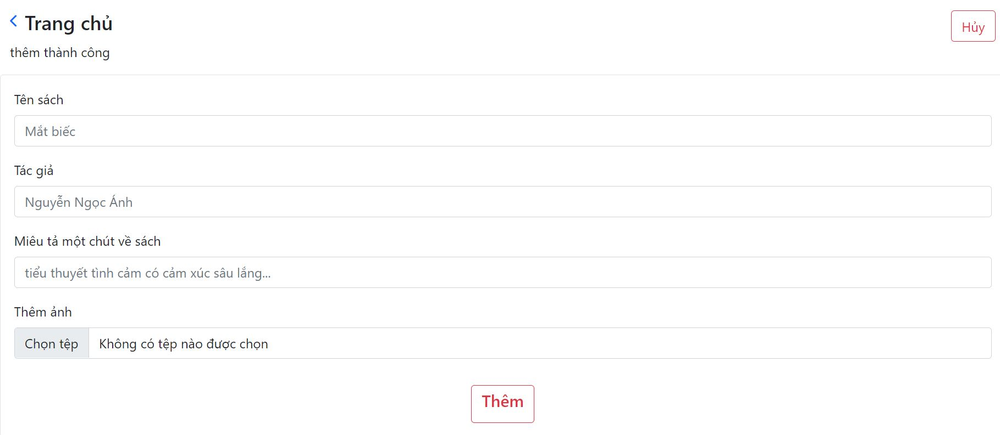 Trang chủ
Hủy
thêm thành công
Tên sách
Mắt biếc
Tác giả
Nguyễn Ngọc Ánh
Miêu tả một chút về sách
tiểu thuyết tình cảm có cảm xúc sâu lắng...
Thêm ảnh
Chọn tệp Không có tệp nào được chọn
Thêm